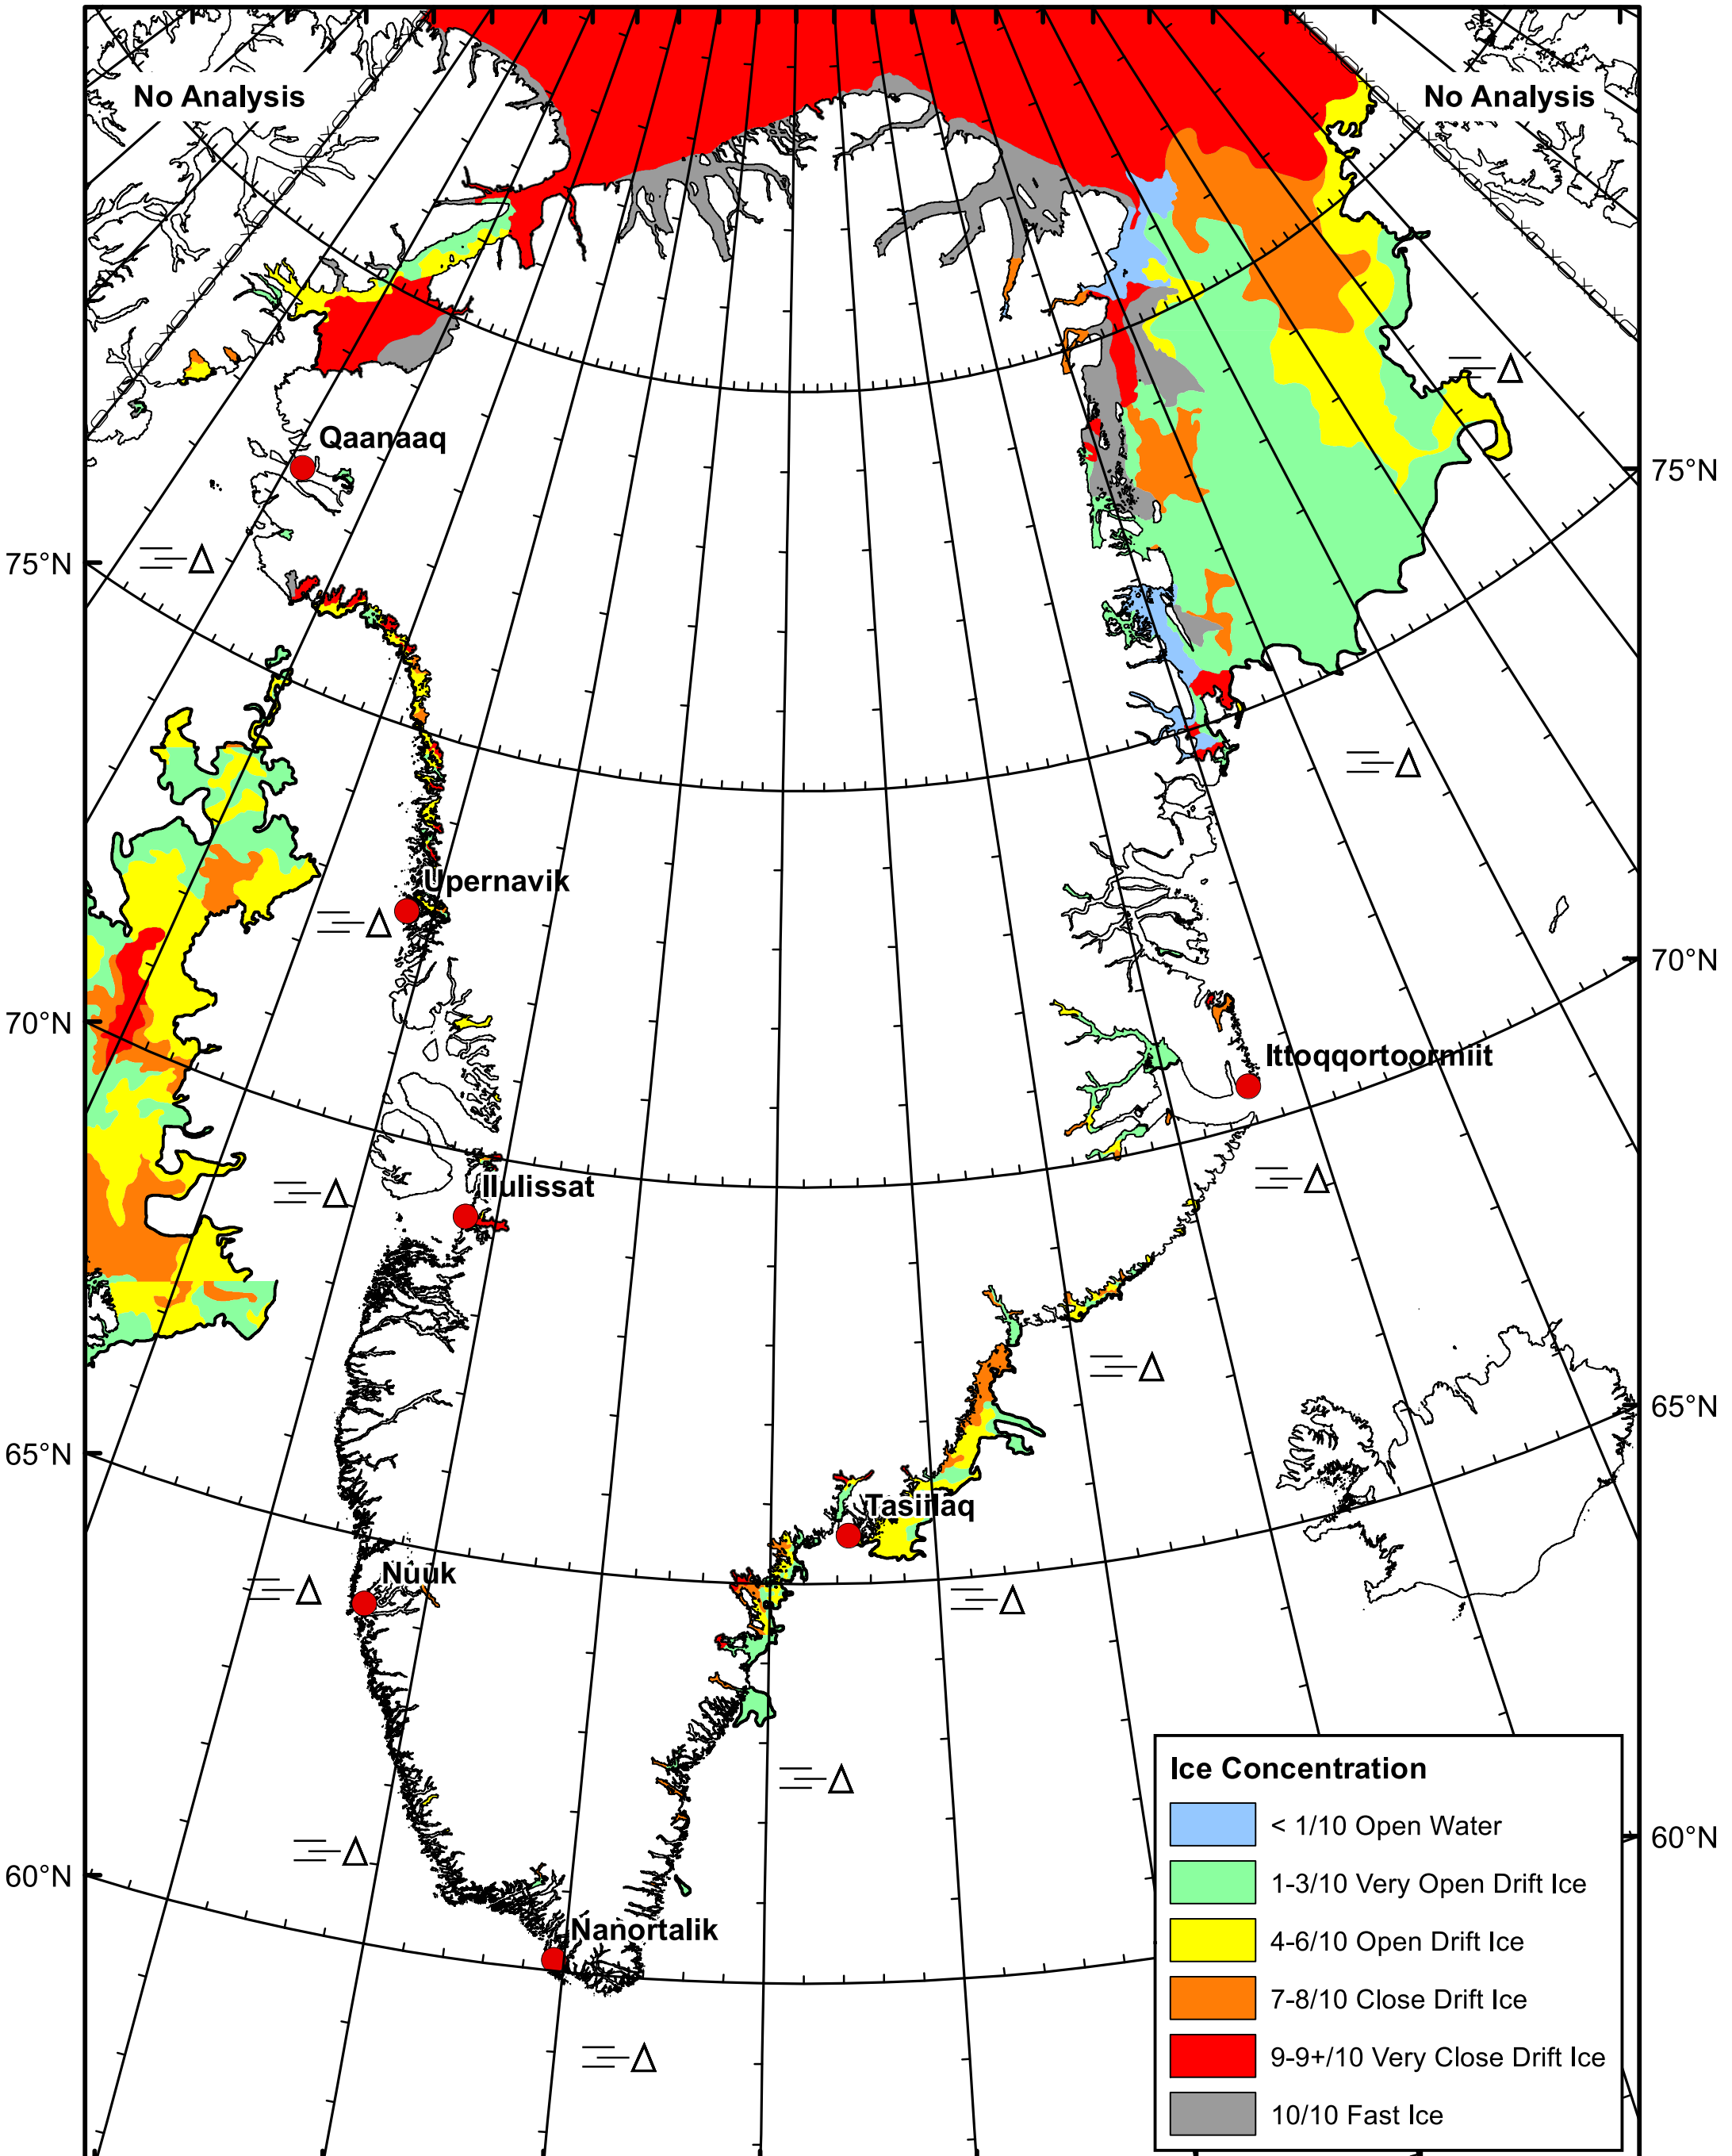 No Analysis
No Analysis
Qaanaaq
75°N
75°N
Upernavik
70°N
70°N
Ittoqqortoormiit
Ilulissat
65°N
65°N
Tasiilaq
Nuuk
Ice Concentration
< 1/10 Open Water
1-3/10 Very Open Drift Ice
4-6/10 Open Drift Ice
7-8/10 Close Drift Ice
9-9+/10 Very Close Drift Ice
10/10 Fast Ice
60°N
60°N
Nanortalik